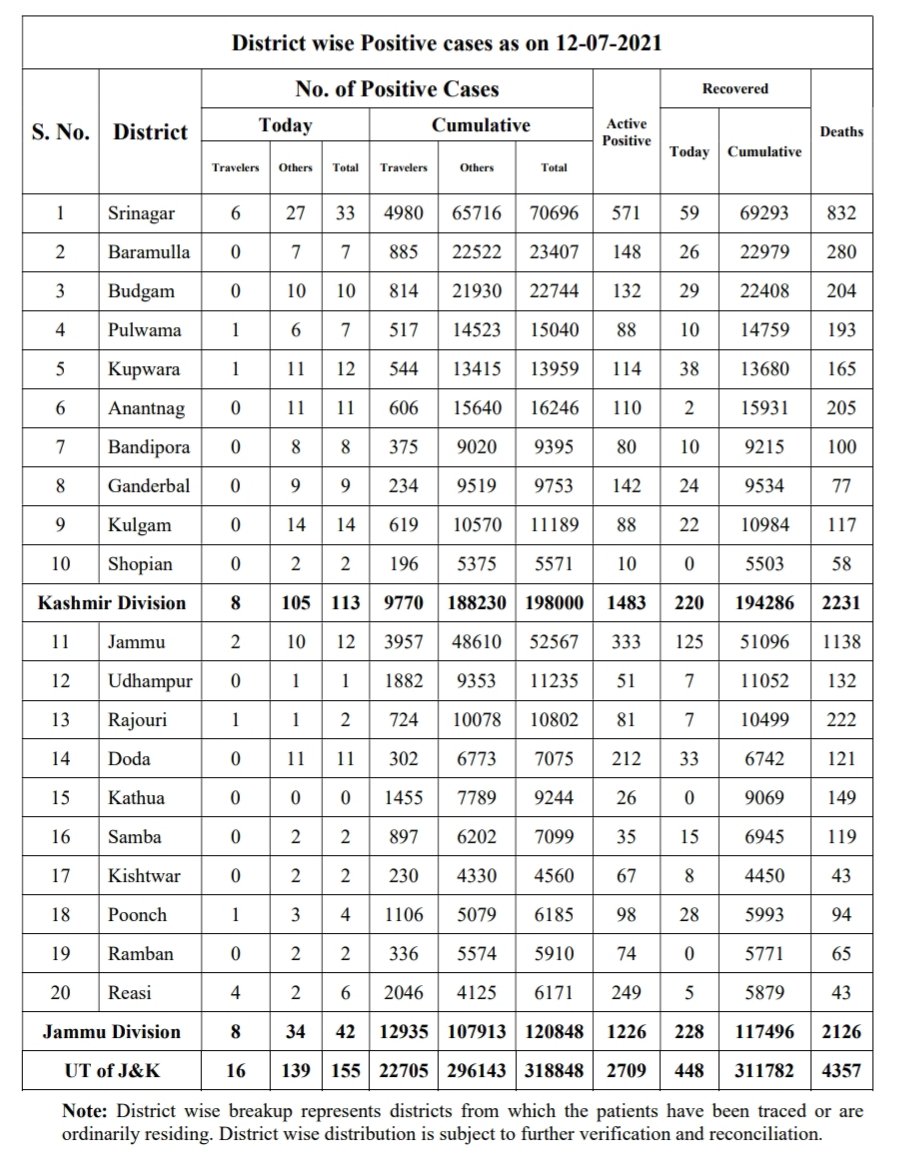 District wise Positive cases as on 12-07-2021
S. No. District No. of Positive Cases Active Positive Recovered Deaths
Today Cumulative Today Cumulative
Travelers Others Total Travelers Others Total
1 Srinagar 6 27 33 4980 65716 70696 571 59 69293 832
2 Baramulla 0 7 7 885 22522 23407 148 26 22979 280
3 Budgam 0 10 10 814 21930 22744 132 29 22408 204
4 Pulwama 1 6 7 517 14523 15040 88 10 14759 193
5 Kupwara 1 11 12 544 13415 13959 114 38 13680 165
6 Anantnag 0 11 11 606 15640 16246 110 2 15931 205
7 Bandipora 0 8 8 375 9020 9395 80 10 9215 100
8 Ganderbal 0 9 9 234 9519 9753 142 24 9534 77
9 Kulgam 0 14 14 619 10570 11189 88 22 10984 117
10 Shopian 0 2 2 196 5375 5571 10 0 5503 58
Kashmir Division 8 105 113 9770 188230 198000 1483 220 194286 2231
11 Jammu 2 10 12 3957 48610 52567 333 125 51096 1138
12 Udhampur 0 1 1 1882 9353 11235 51 7 11052 132
13 Rajouri 1 1 2 724 10078 10802 81 7 10499 222
14 Doda 0 11 11 302 6773 7075 212 33 6742 121
15 Kathua 0 0 0 1455 7789 9244 26 0 9069 149
16 Samba 0 2 2 897 6202 7099 35 15 6945 119
17 Kishtwar 0 2 2 230 4330 4560 67 8 4450 43
18 Poonch 1 3 4 1106 5079 6185 98 28 5993 94
19 Ramban 0 2 2 336 5574 5910 74 0 5771 65
20 Reasi 4 2 6 2046 4125 6171 249 5 5879 43
Jammu Division 8 34 42 12935 107913 120848 1226 228 117496 2126
UT of J&K 16 139 155 22705 296143 318848 2709 448 311782 4357
Note: District wise breakup represents districts from which the patients have been traced or are
ordinarily residing. District wise distribution is subject to further verification and reconciliation.